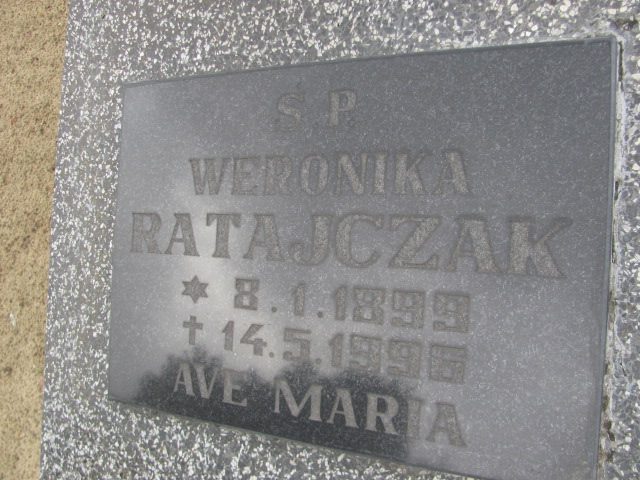 Ś P.
WERONIKA
RATAJCZAK
* 8.1.1899
† 14.5.1996
AVE MARIA